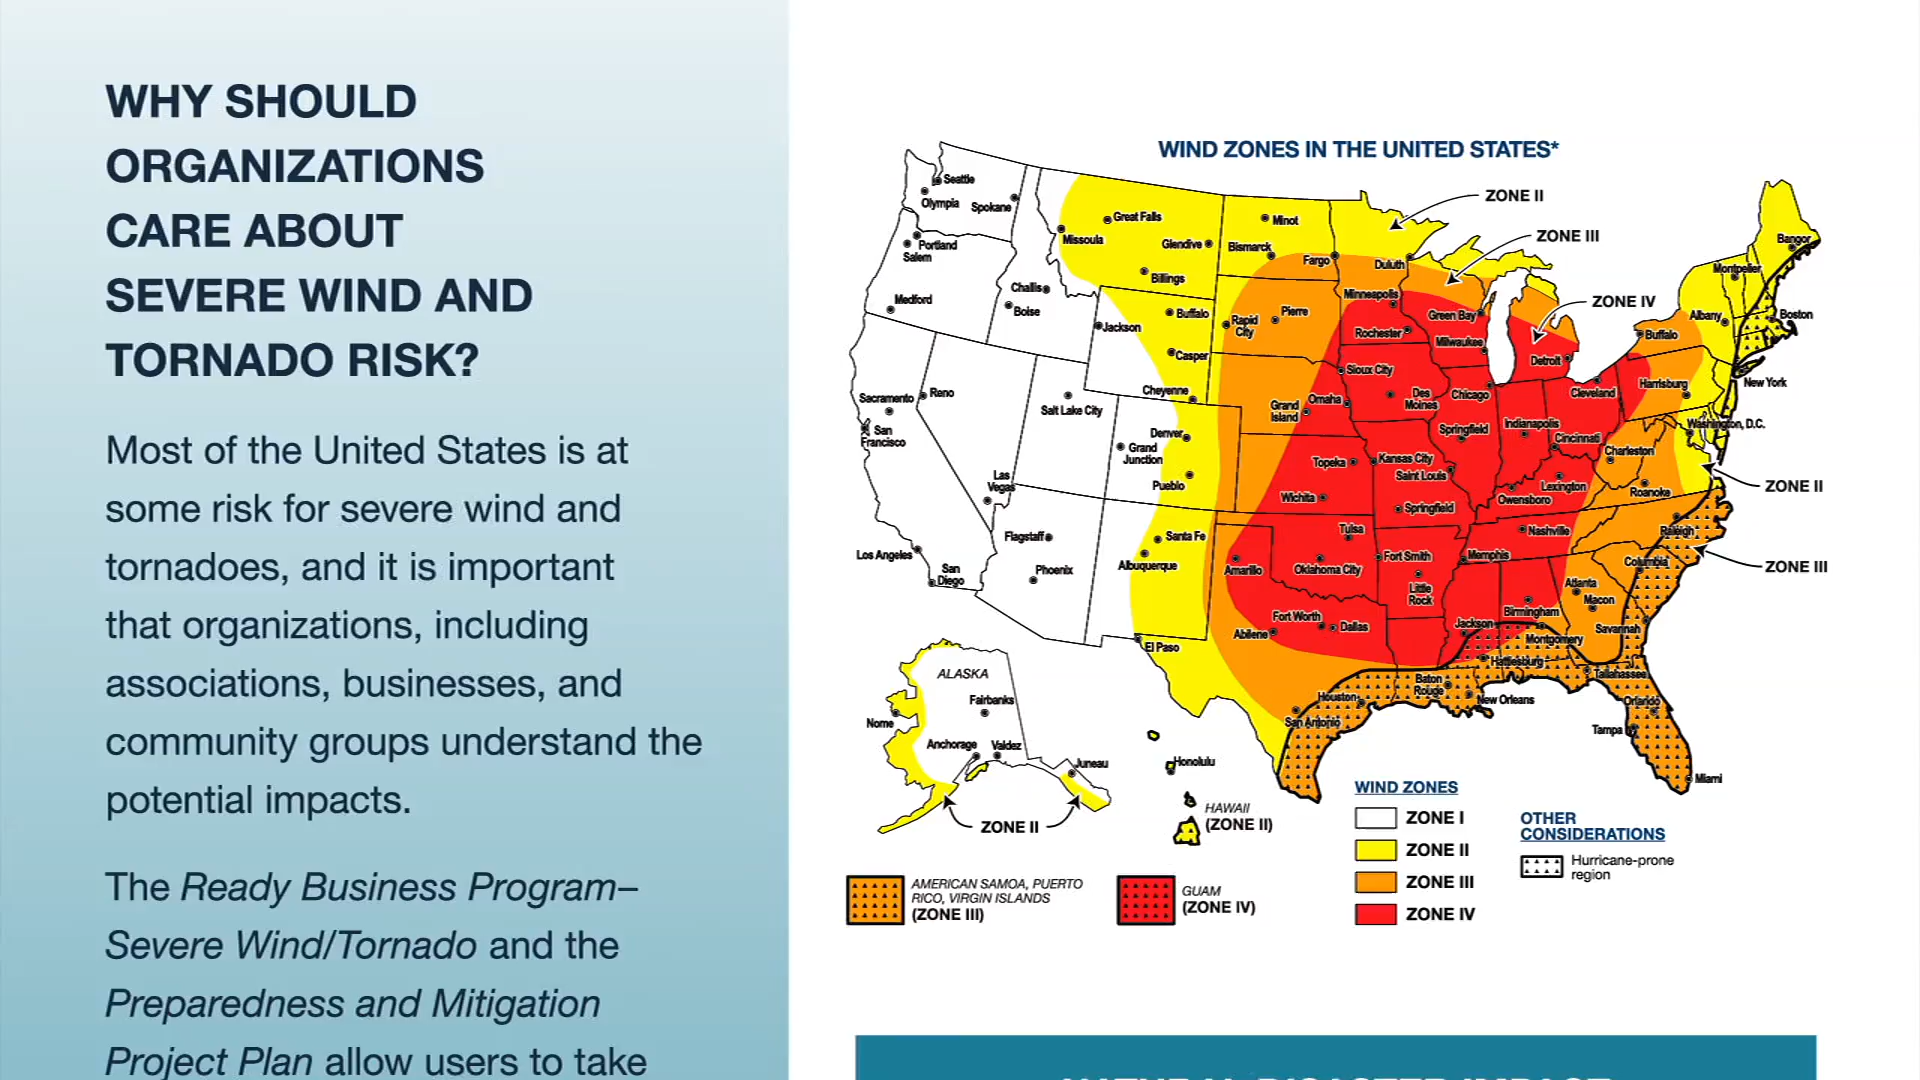 WHY SHOULD
ORGANIZATIONS
CARE ABOUT
SEVERE WIND AND
TORNADO RISK?
Most of the United States is at
some risk for severe wind and
tornadoes, and it is important
that organizations, including
associations, businesses, and
community groups understand the
potential impacts.
The Ready Business Program–
Severe Wind/Tornado and the
Preparedness and Mitigation
Project Plan allow users to take
WIND ZONES IN THE UNITED STATES*
Seattle
Olympia
Spokane
Portland
Salem
Medford
Challis
Boise
Missoula
Great Falls
Glendive
Billings
Minot
Bismarck
Fargo
Duluth
ZONE II
ZONE III
ZONE IV
Bangor
Montpelier
Albany
Boston
Buffalo
New York
Jackson
Buffalo
Casper
Cheyenne
Rapid
City
Pierre
Minneapolis
Rochester
Green Bay
Milwaukee
Detroit
Sioux City
Sacramento
Reno
San
Francisco
Salt Lake City
Denver
Grand
Junction
Pueblo
Grand
Island
Omaha
Des
Moines
Chicago
Cleveland
Harrisburg
Washington, D.C.
Springfield
Indianapolis
Cincinnati
Charleston
Las
Vegas
Topeka
Kansas City
Saint Louis
Lexington
Owensboro
Roanoke
ZONE II
Wichita
Springfield
Nashville
Raleigh
Los Angeles
San
Diego
Flagstaff
Phoenix
Santa Fe
Albuquerque
Amarillo
Tulsa
Oklahoma City
Fort Smith
Memphis
Little
Rock
Columbia
ZONE III
Atlanta
Macon
Birmingham
Fort Worth
Dallas
Abilene
Jackson
Montgomery
Savannah
El Paso
Hattiesburg
Tallahassee
Baton
Rouge
New Orleans
Houston
San Antonio
Orlando
Tampa
Miami
ALASKA
Fairbanks
Nome
Anchorage
Valdez
Juneau
ZONE II
Honolulu
HAWAII
(ZONE II)
WIND ZONES
ZONE I
ZONE II
ZONE III
ZONE IV
OTHER
CONSIDERATIONS
Hurricane-prone
region
AMERICAN SAMOA, PUERTO
RICO, VIRGIN ISLANDS
(ZONE III)
GUAM
(ZONE IV)